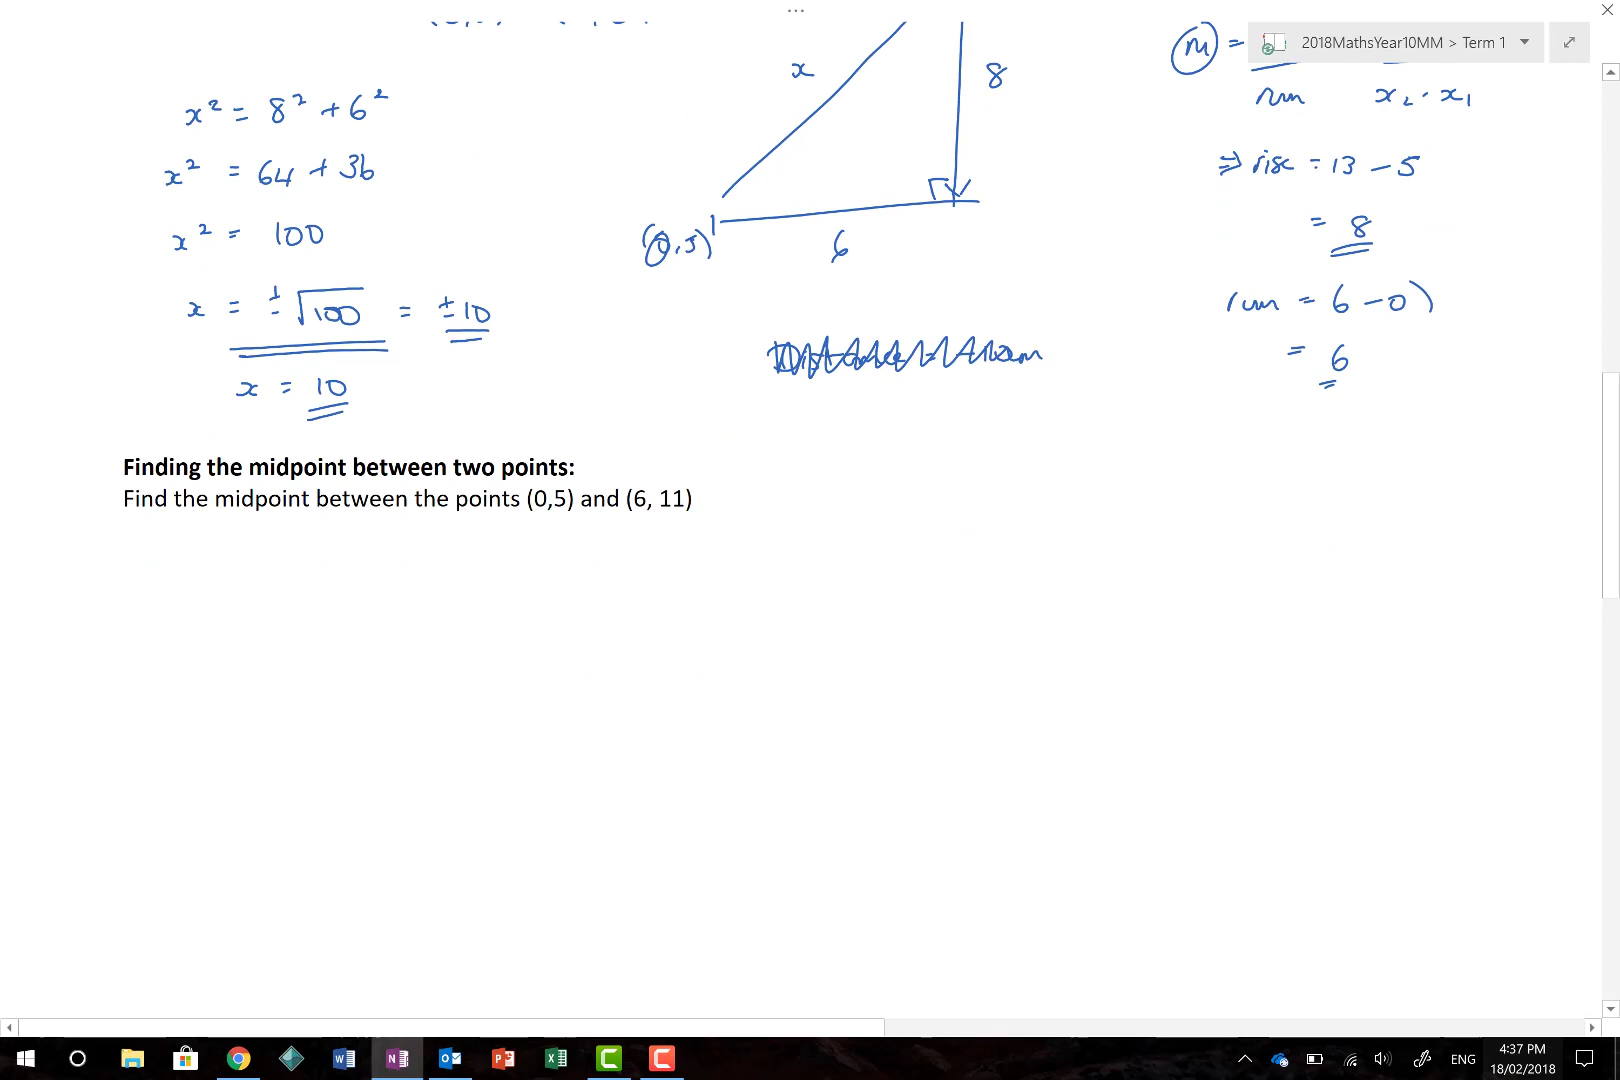 2018MathsYear10MM > Term 1
m =
run x₂ - x₁
x
8
x² = 8² + 6²
x² = 64 + 36
⇒ rise = 13 - 5
x² = 100
= 8
(0,5)
6
x = ±√100 = ±10
run = 6 - 0)
= 6
x = 10
Finding the midpoint between two points:
Find the midpoint between the points (0,5) and (6, 11)
ENG
4:37 PM
18/02/2018